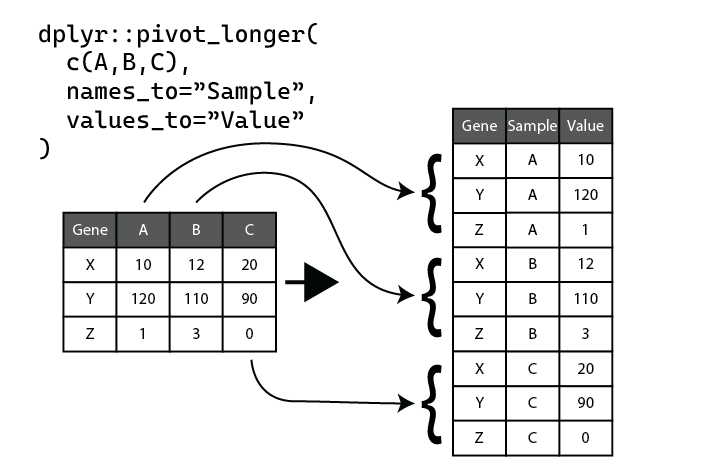 dplyr::pivot_longer(
  c(A,B,C),
  names_to=”Sample”,
  values_to=”Value”
)
Gene A B C
X 10 12 20
Y 120 110 90
Z 1 3 0
Gene Sample Value
X A 10
Y A 120
Z A 1
X B 12
Y B 110
Z B 3
X C 20
Y C 90
Z C 0